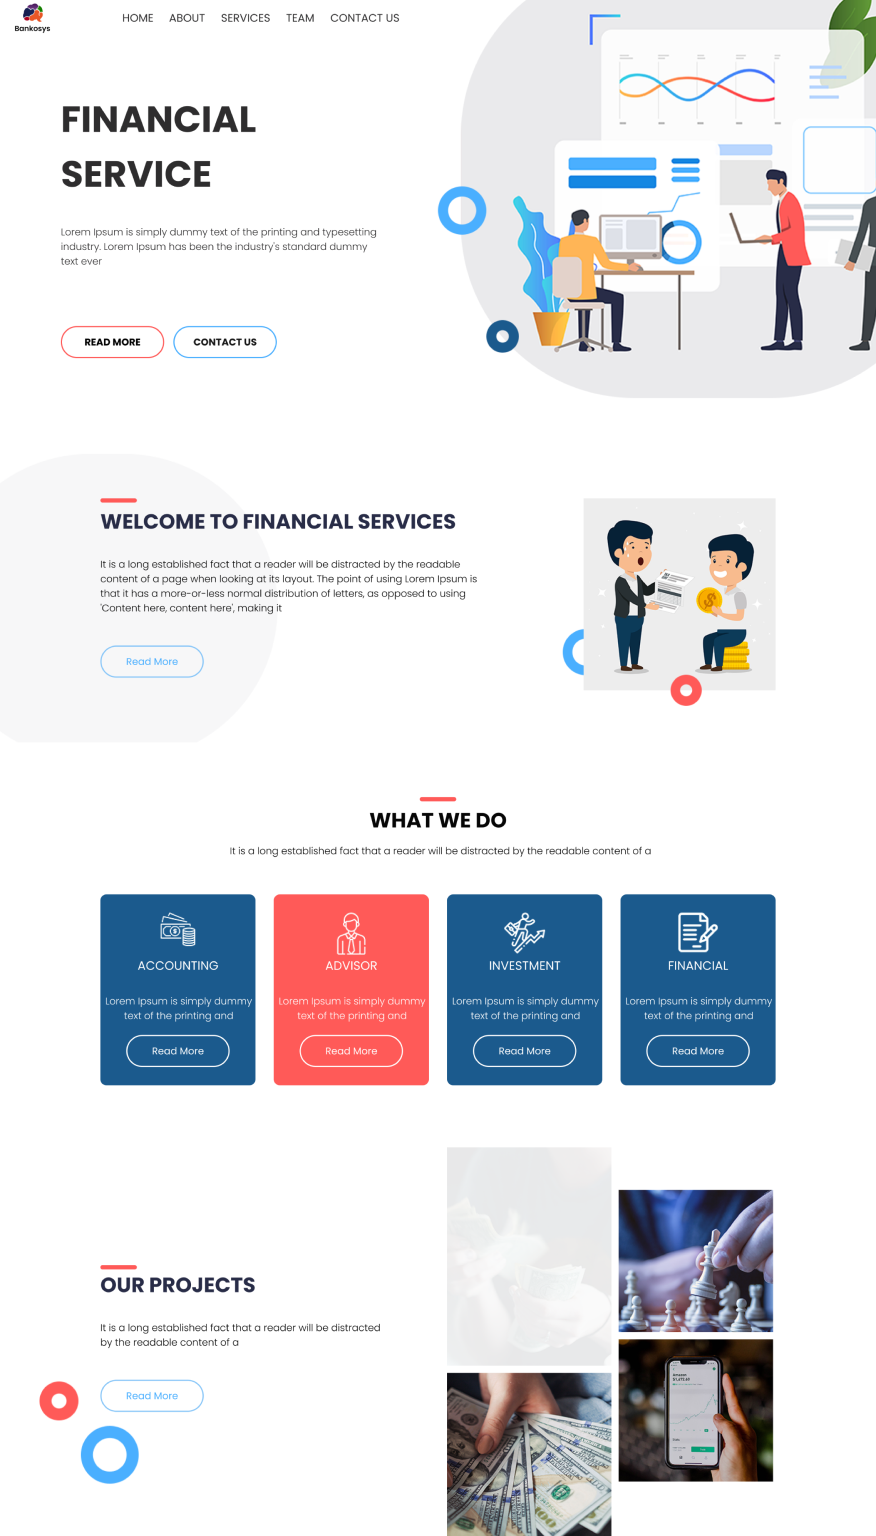 Bankosys
HOME ABOUT SERVICES TEAM CONTACT US
FINANCIAL
SERVICE
Lorem Ipsum is simply dummy text of the printing and typesetting
industry. Lorem Ipsum has been the industry's standard dummy
text ever
READ MORE CONTACT US
WELCOME TO FINANCIAL SERVICES
It is a long established fact that a reader will be distracted by the readable
content of a page when looking at its layout. The point of using Lorem Ipsum is
that it has a more-or-less normal distribution of letters, as opposed to using
'Content here, content here', making it
Read More
WHAT WE DO
It is a long established fact that a reader will be distracted by the readable content of a
ACCOUNTING
Lorem Ipsum is simply dummy
text of the printing and
Read More
ADVISOR
Lorem Ipsum is simply dummy
text of the printing and
Read More
INVESTMENT
Lorem Ipsum is simply dummy
text of the printing and
Read More
FINANCIAL
Lorem Ipsum is simply dummy
text of the printing and
Read More
OUR PROJECTS
It is a long established fact that a reader will be distracted
by the readable content of a
Read More
Amazon